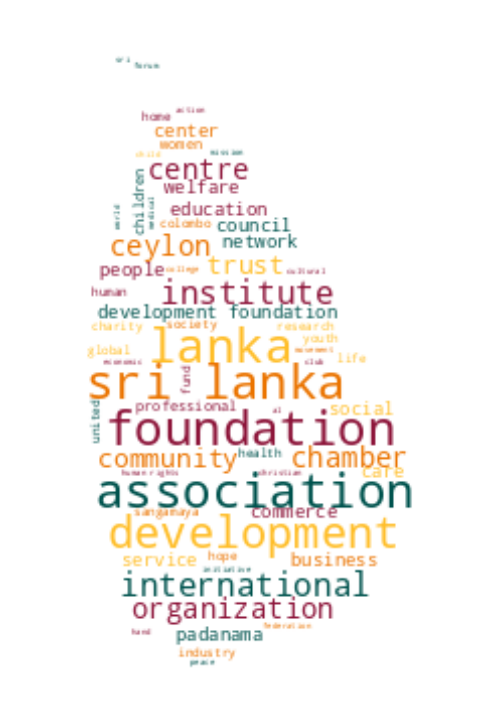 sri
forum
action
home
center
women
child mission
centre
welfare
children
world
medical
education
colombo council
ceylon network
people college trust cultural
human institute
development foundation
charity society research
youth
global lanka movement
economic club life
sri lanka
fund
professional al social
united
foundation
community health chamber
human rights christian care
association
sangamaya commerce
development
service hope business
initiative
international
organization
hand federation
padanama
industry
peace